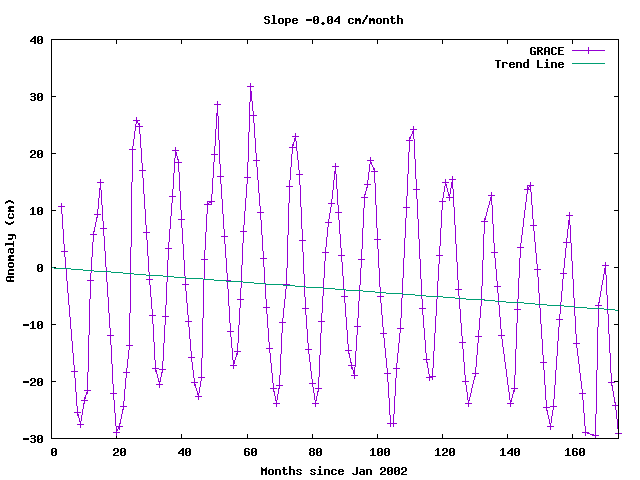 Slope -0.04 cm/month
GRACE
Trend Line
Anomaly (cm)
40
30
20
10
0
-10
-20
-30
0 20 40 60 80 100 120 140 160
Months since Jan 2002